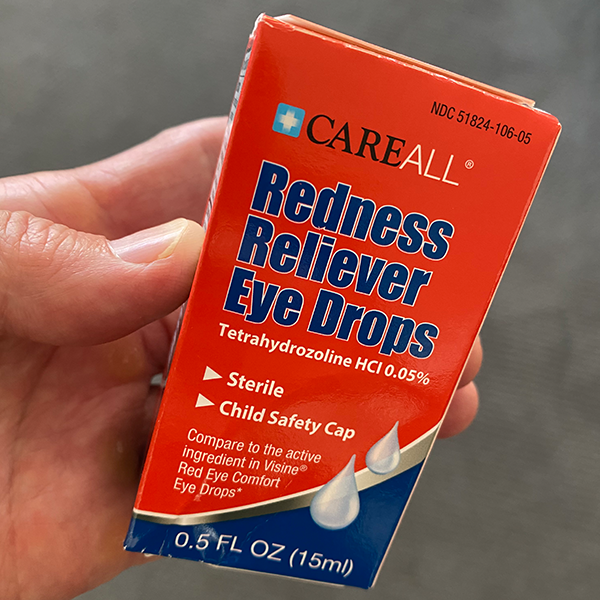 NDC 51824-106-05
CAREALL®
Redness
Reliever
Eye Drops
Tetrahydrozoline HCl 0.05%
Sterile
Child Safety Cap
Compare to the active
ingredient in Visine®
Red Eye Comfort
Eye Drops*
0.5 FL OZ (15ml)